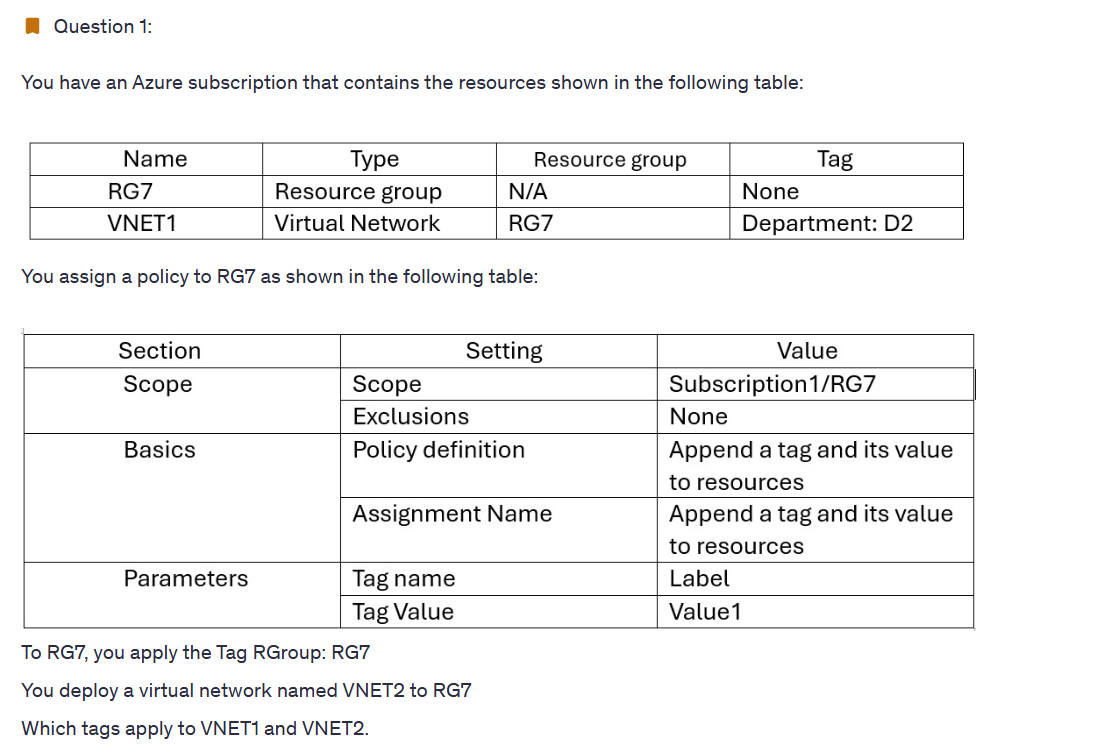 Question 1:
You have an Azure subscription that contains the resources shown in the following table:
Name Type Resource group Tag
RG7 Resource group N/A None
VNET1 Virtual Network RG7 Department: D2
You assign a policy to RG7 as shown in the following table:
Section Setting Value
Scope Scope Subscription1/RG7
Exclusions None
Basics Policy definition Append a tag and its value
to resources
Assignment Name Append a tag and its value
to resources
Parameters Tag name Label
Tag Value Value1
To RG7, you apply the Tag RGroup: RG7
You deploy a virtual network named VNET2 to RG7
Which tags apply to VNET1 and VNET2.